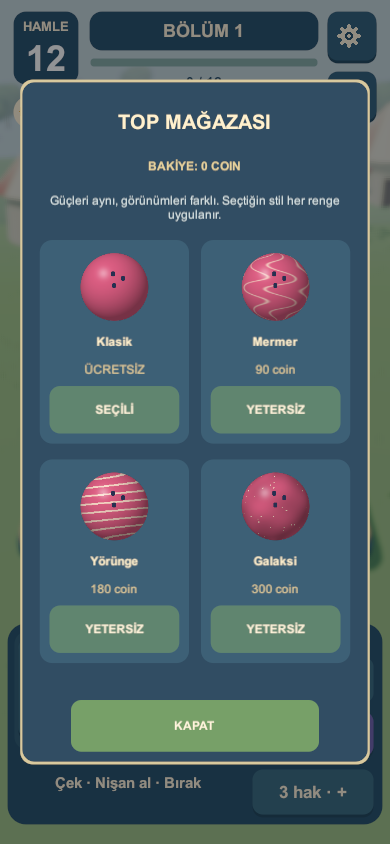 HAMLE
12
BÖLÜM 1
TOP MAĞAZASI
BAKİYE: 0 COIN
Güçleri aynı, görünümleri farklı. Seçtiğin stil her renge
uygulanır.
Klasik
ÜCRETSİZ
SEÇİLİ
Mermer
90 coin
YETERSİZ
Yörünge
180 coin
YETERSİZ
Galaksi
300 coin
YETERSİZ
KAPAT
Çek · Nişan al · Bırak
3 hak · +